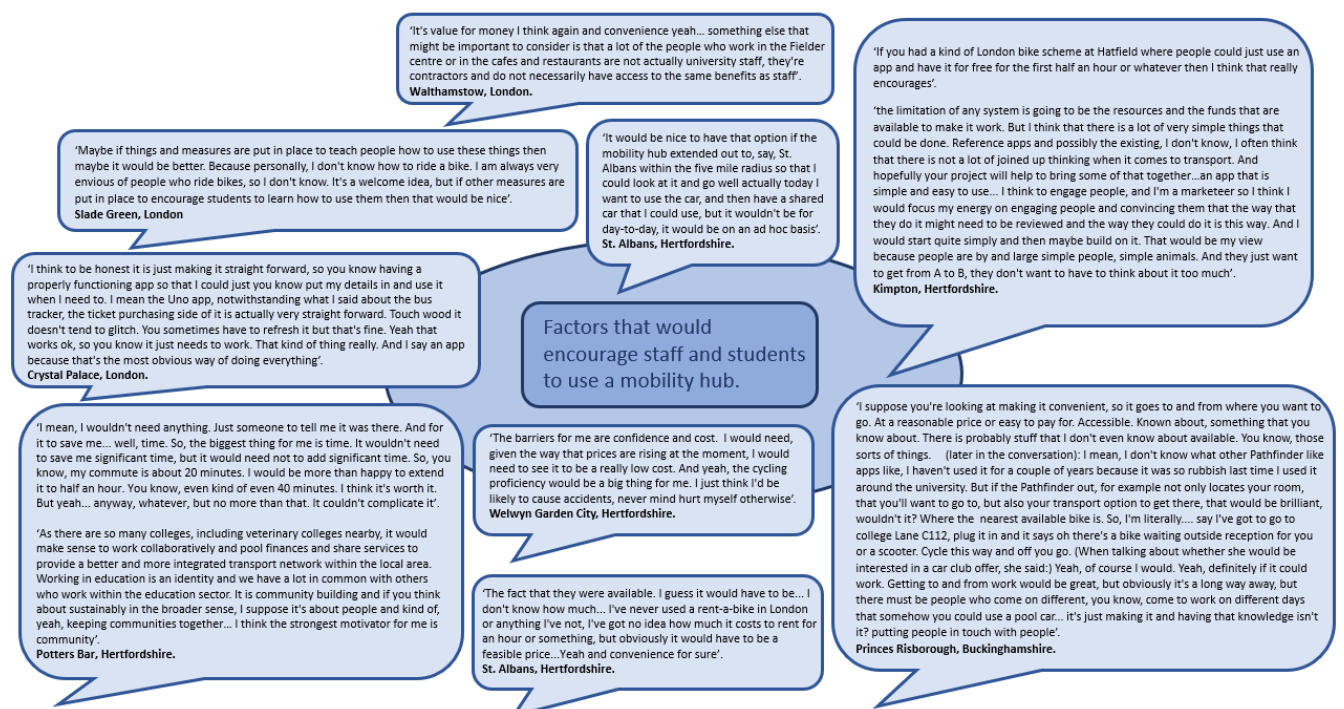 ‘It's value for money I think again and convenience yeah... something else that
might be important to consider is that a lot of the people who work in the Fielder
centre or in the cafes and restaurants are not actually university staff, they're
contractors and do not necessarily have access to the same benefits as staff’.
Walthamstow, London.
‘If you had a kind of London bike scheme at Hatfield where people could just use an
app and have it for free for the first half an hour or whatever then I think that really
encourages’.
‘the limitation of any system is going to be the resources and the funds that are
available to make it work. But I think that there is a lot of very simple things that
could be done. Reference apps and possibly the existing, I don't know, I often think
that there is not a lot of joined up thinking when it comes to transport. And
hopefully your project will help to bring some of that together...an app that is
simple and easy to use... I think to engage people, and I'm a marketeer so I think I
would focus my energy on engaging people and convincing them that the way that
they do it might need to be reviewed and the way they could do it is this way. And I
would start quite simply and then maybe build on it. That would be my view
because people are by and large simple people, simple animals. And they just
want to get from A to B, they don't want to have to think about it too much’.
Kimpton, Hertfordshire.
‘Maybe if things and measures are put in place to teach people how to use these things then
maybe it would be better. Because personally, I don't know how to ride a bike. I am always very
envious of people who ride bikes, so I don't know. It's a welcome idea, but if other measures are
put in place to encourage students to learn how to use them then that would be nice’.
Slade Green, London
‘It would be nice to have that option if the
mobility hub extended out to, say, St.
Albans within the five mile radius so that I
could look at it and go well actually today I
want to use the car, and then have a shared
car that I could use, but it wouldn't be for
day-to-day, it would be on an ad hoc basis’.
St. Albans, Hertfordshire.
‘I think to be honest it is just making it straight forward, so you know having a
properly functioning app so that I could just you know put my details in and use it
when I need to. I mean the Uno app, notwithstanding what I said about the bus
tracker, the ticket purchasing side of it is actually very straight forward. Touch wood it
doesn't tend to glitch. You sometimes have to refresh it but that's fine. Yeah that
works ok, so you know it just needs to work. That kind of thing really. And I say an app
because that's the most obvious way of doing everything’.
Crystal Palace, London.
Factors that would
encourage staff and students
to use a mobility hub.
‘I mean, I wouldn't need anything. Just someone to tell me it was there. And for
it to save me... well, time. So, the biggest thing for me is time. It wouldn't need
to save me significant time, but it would need not to add significant time. So, you
know, my commute is about 20 minutes. I would be more than happy to extend
it to half an hour. You know, even kind of even 40 minutes. I think it's worth it.
But yeah... anyway, whatever, but no more than that. It couldn't complicate it’.
‘As there are so many colleges, including veterinary colleges nearby, it would
make sense to work collaboratively and pool finances and share services to
provide a better and more integrated transport network within the local area.
Working in education is an identity and we have a lot in common with others
who work within the education sector. It is community building and if you think
about sustainably in the broader sense, I suppose it's about people and kind of,
yeah, keeping communities together... I think the strongest motivator for me is
community’.
Potters Bar, Hertfordshire.
‘The barriers for me are confidence and cost. I would need,
given the way that prices are rising at the moment, I would
need to see it to be a really low cost. And yeah, the cycling
proficiency would be a big thing for me. I just think I'd be
likely to cause accidents, never mind hurt myself otherwise’.
Welwyn Garden City, Hertfordshire.
‘I suppose you're looking at making it convenient, so it goes to and from where you want to
go. At a reasonable price or easy to pay for. Accessible. Known about, something that you
know about. There is probably stuff that I don't even know about available. You know, those
sorts of things. (later in the conversation): I mean, I don't know what other Pathfinder like
apps like, I haven't used it for a couple of years because it was so rubbish last time I used it
around the university. But if the Pathfinder out, for example not only locates your room,
that you'll want to go to, but also your transport option to get there, that would be brilliant,
wouldn't it? Where the nearest available bike is. So, I'm literally.... say I've got to go to
college Lane C112, plug it in and it says oh there's a bike waiting outside reception for you
or a scooter. Cycle this way and off you go. (When talking about whether she would be
interested in a car club offer, she said:) Yeah, of course I would. Yeah, definitely if it could
work. Getting to and from work would be great, but obviously it's a long way away, but
there must be people who come on different, you know, come to work on different days
that somehow you could use a pool car... it's just making it and having that knowledge isn't
it? putting people in touch with people’.
Princes Risborough, Buckinghamshire.
‘The fact that they were available. I guess it would have to be... I
don't know how much... I've never used a rent-a-bike in London
or anything I've not, I've got no idea how much it costs to rent for
an hour or something, but obviously it would have to be a
feasible price...Yeah and convenience for sure’.
St. Albans, Hertfordshire.